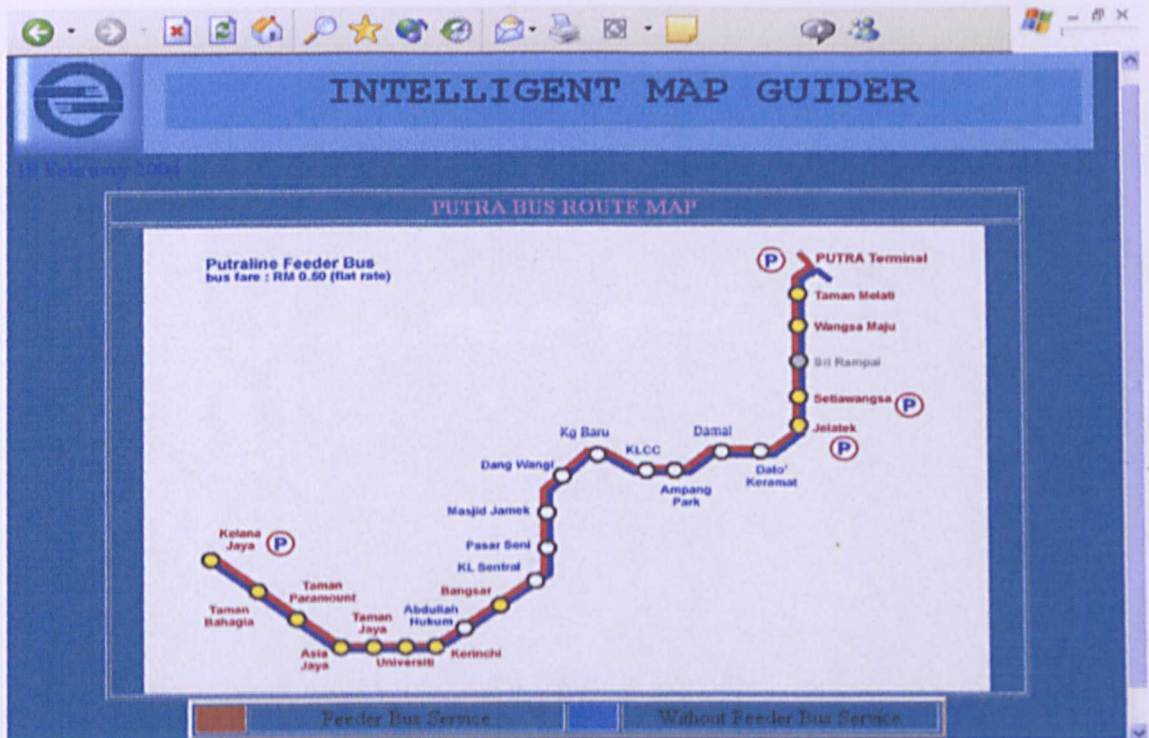 INTELLIGENT MAP GUIDER
18 February 2004
PUTRA BUS ROUTE MAP
Putraline Feeder Bus
bus fare : RM 0.50 (flat rate)
P
PUTRA Terminal
Taman Melati
Wangsa Maju
Sri Rampai
Setiawangsa
P
Jelatek
P
Kg Baru
KLCC
Damai
Dang Wangi
Ampang
Park
Dato'
Keramat
Masjid Jamek
Pasar Seni
KL Sentral
Kelana
Jaya
P
Bangsar
Taman
Paramount
Abdullah
Hukum
Taman
Bahagia
Taman
Jaya
Asia
Jaya
Universiti
Kerinchi
Feeder Bus Service
Without Feeder Bus Service